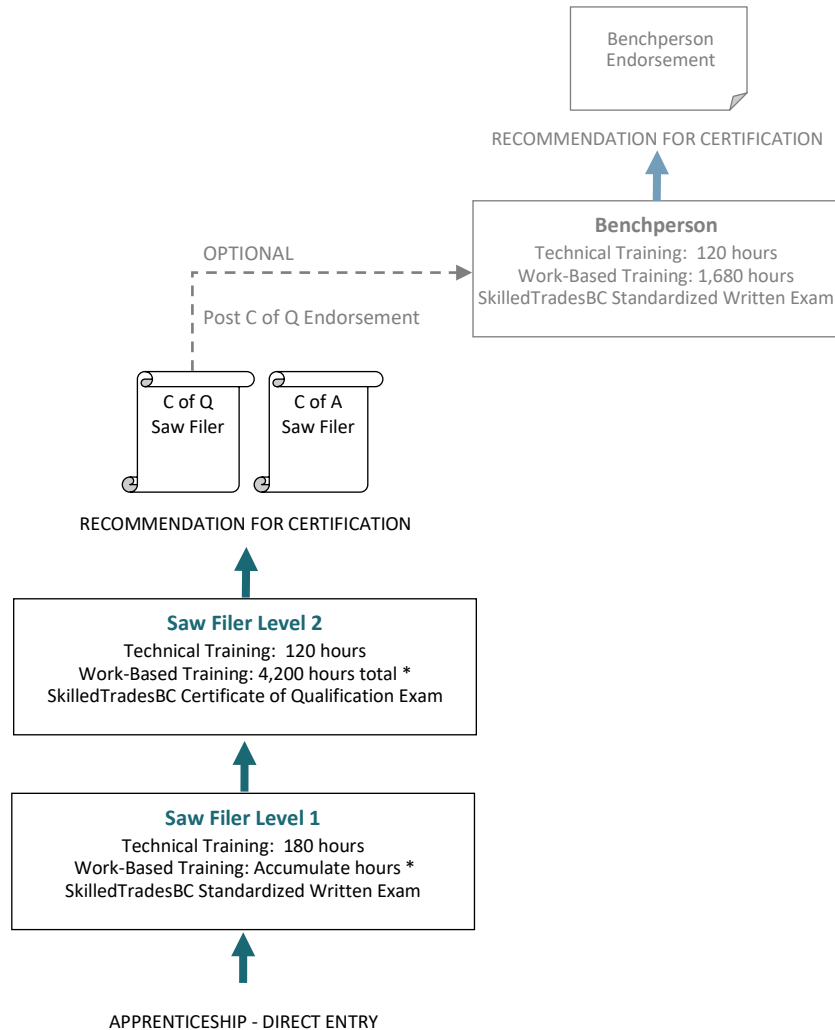 Benchperson
Endorsement
RECOMMENDATION FOR CERTIFICATION
Benchperson
Technical Training: 120 hours
Work-Based Training: 1,680 hours
SkilledTradesBC Standardized Written Exam
OPTIONAL
Post C of Q Endorsement
C of Q
Saw Filer
C of A
Saw Filer
RECOMMENDATION FOR CERTIFICATION
Saw Filer Level 2
Technical Training: 120 hours
Work-Based Training: 4,200 hours total *
SkilledTradesBC Certificate of Qualification Exam
Saw Filer Level 1
Technical Training: 180 hours
Work-Based Training: Accumulate hours *
SkilledTradesBC Standardized Written Exam
APPRENTICESHIP - DIRECT ENTRY